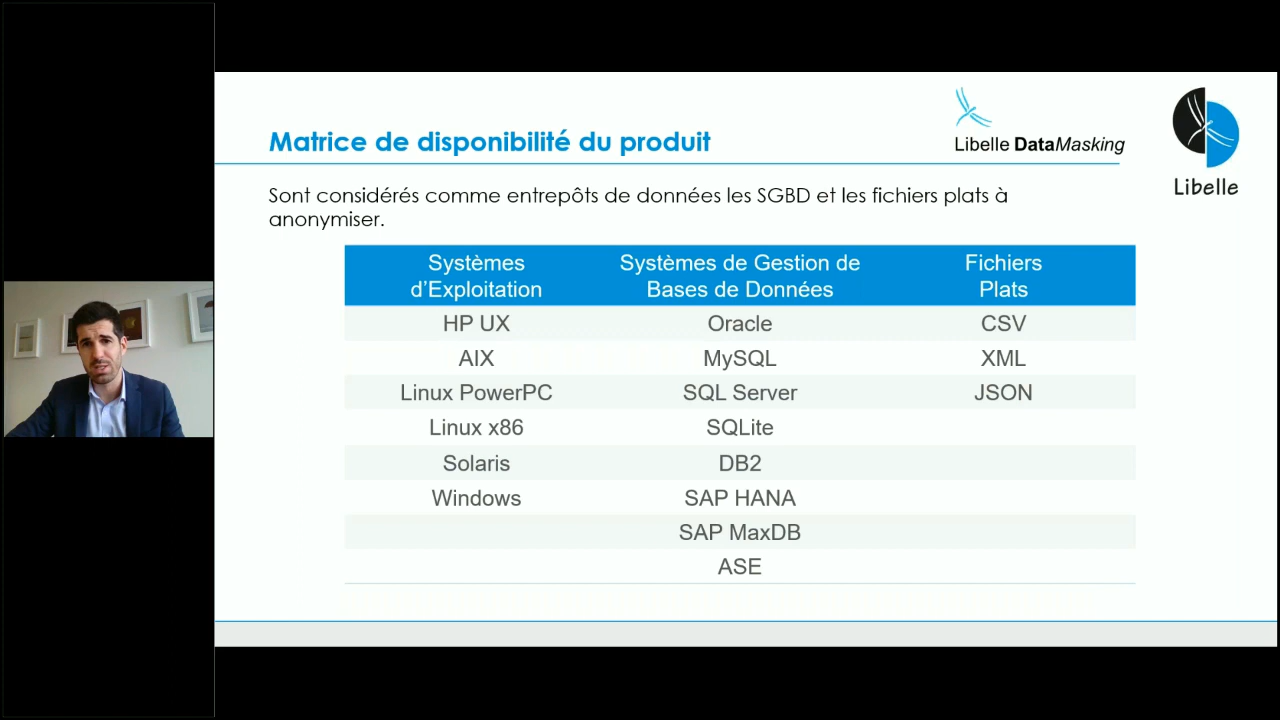 Matrice de disponibilité du produit
Libelle DataMasking
Libelle
Sont considérés comme entrepôts de données les SGBD et les fichiers plats à
anonymiser.
Systèmes d'Exploitation
Systèmes de Gestion de Bases de Données
Fichiers Plats
HP UX
Oracle
CSV
AIX
MySQL
XML
Linux PowerPC
SQL Server
JSON
Linux x86
SQLite
Solaris
DB2
Windows
SAP HANA
SAP MaxDB
ASE